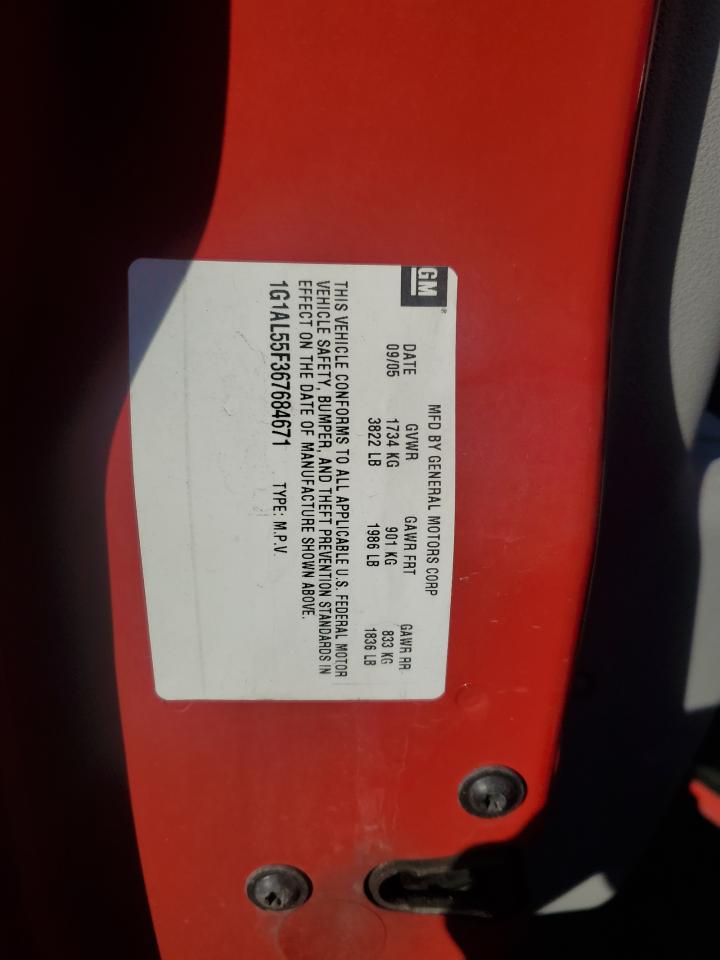 GM®
MFD BY GENERAL MOTORS CORP
DATE GVWR GAWR FRT GAWR RR
09/05 1734 KG 901 KG 833 KG
3822 LB 1986 LB 1836 LB
THIS VEHICLE CONFORMS TO ALL APPLICABLE U.S. FEDERAL MOTOR
VEHICLE SAFETY, BUMPER, AND THEFT PREVENTION STANDARDS IN
EFFECT ON THE DATE OF MANUFACTURE SHOWN ABOVE.
1G1AL55F367684671 TYPE: M.P.V.